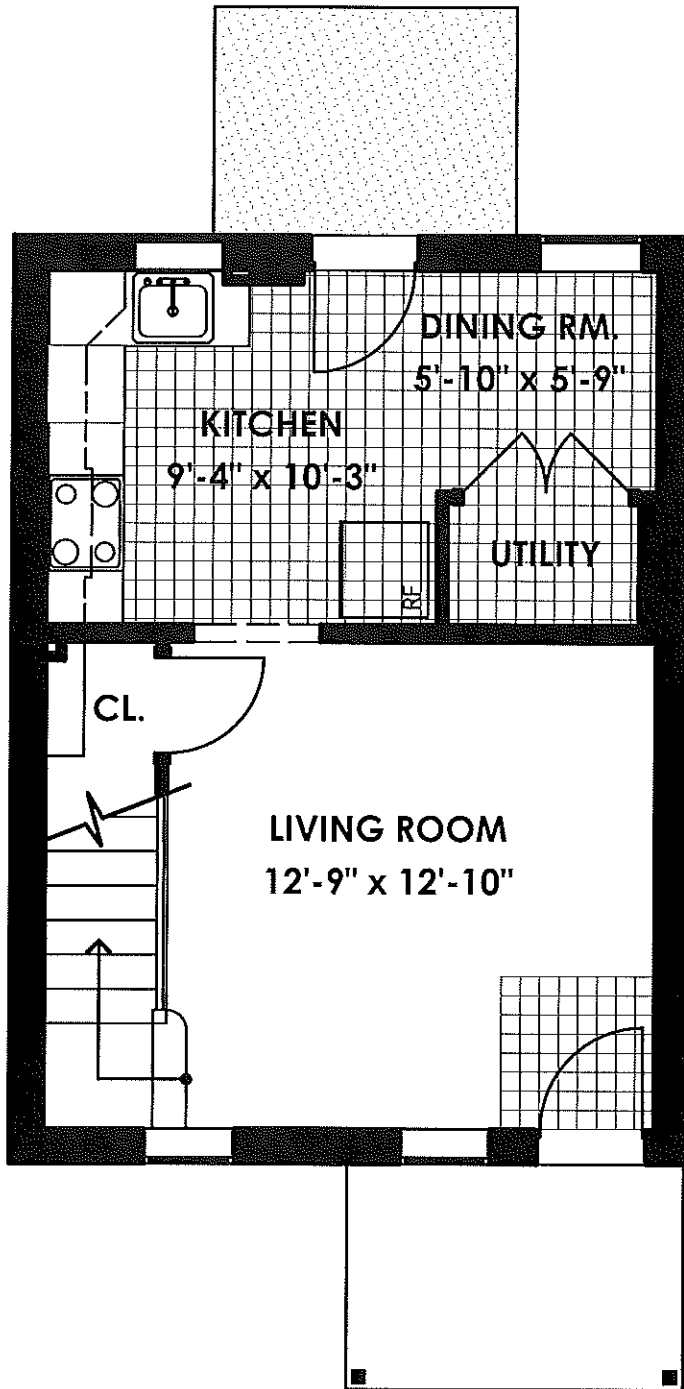 DINING RM.
5'-10" x 5'-9"
KITCHEN
9'-4" x 10'-3"
UTILITY
RF
CL.
LIVING ROOM
12'-9" x 12'-10"